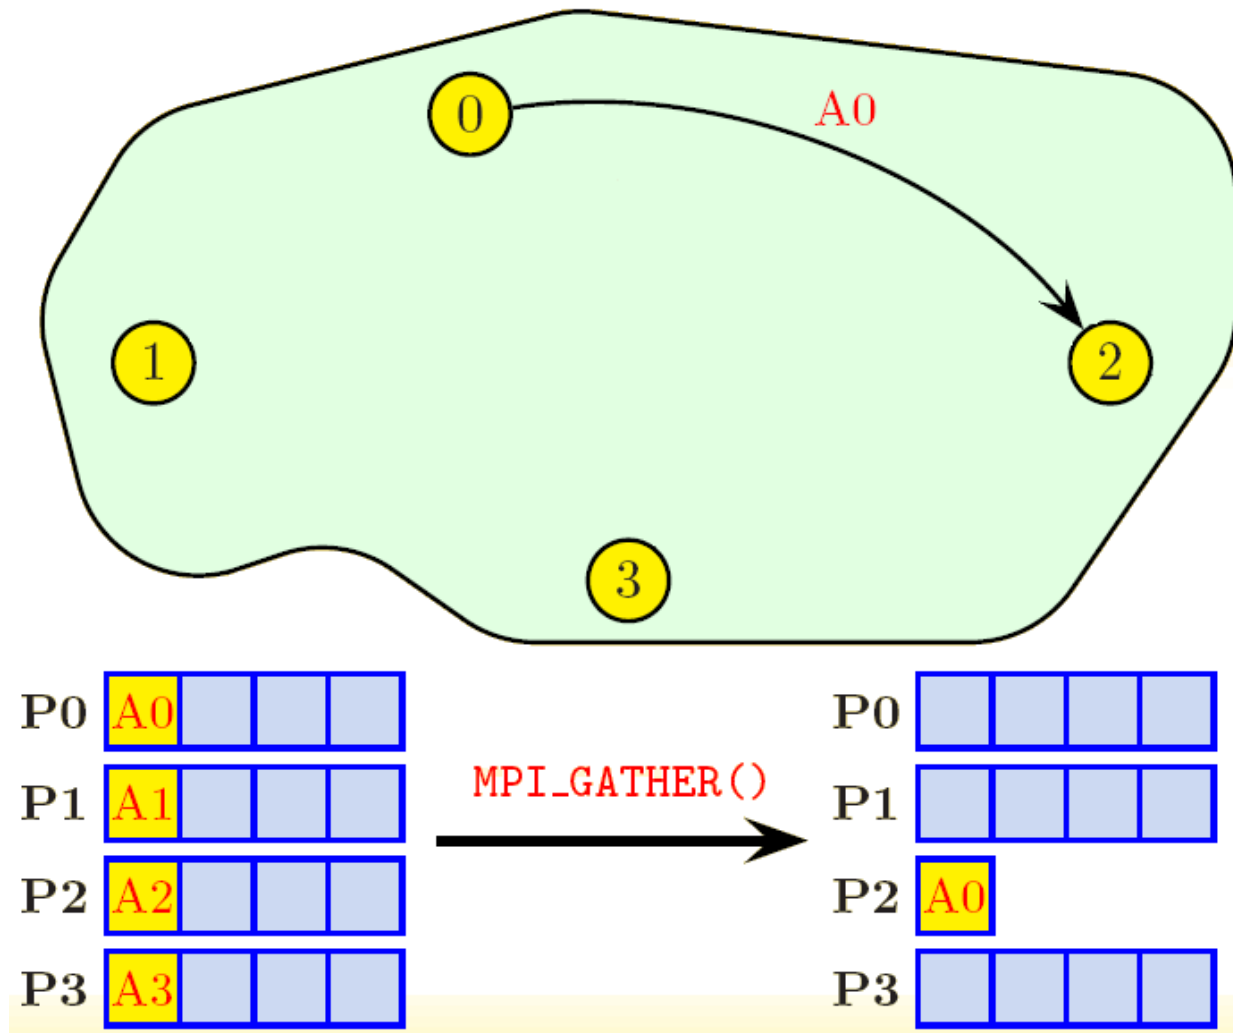 0 A0
1 2
3
P0 A0 P0
MPI_GATHER()
P1 A1 P1
P2 A2 P2 A0
P3 A3 P3